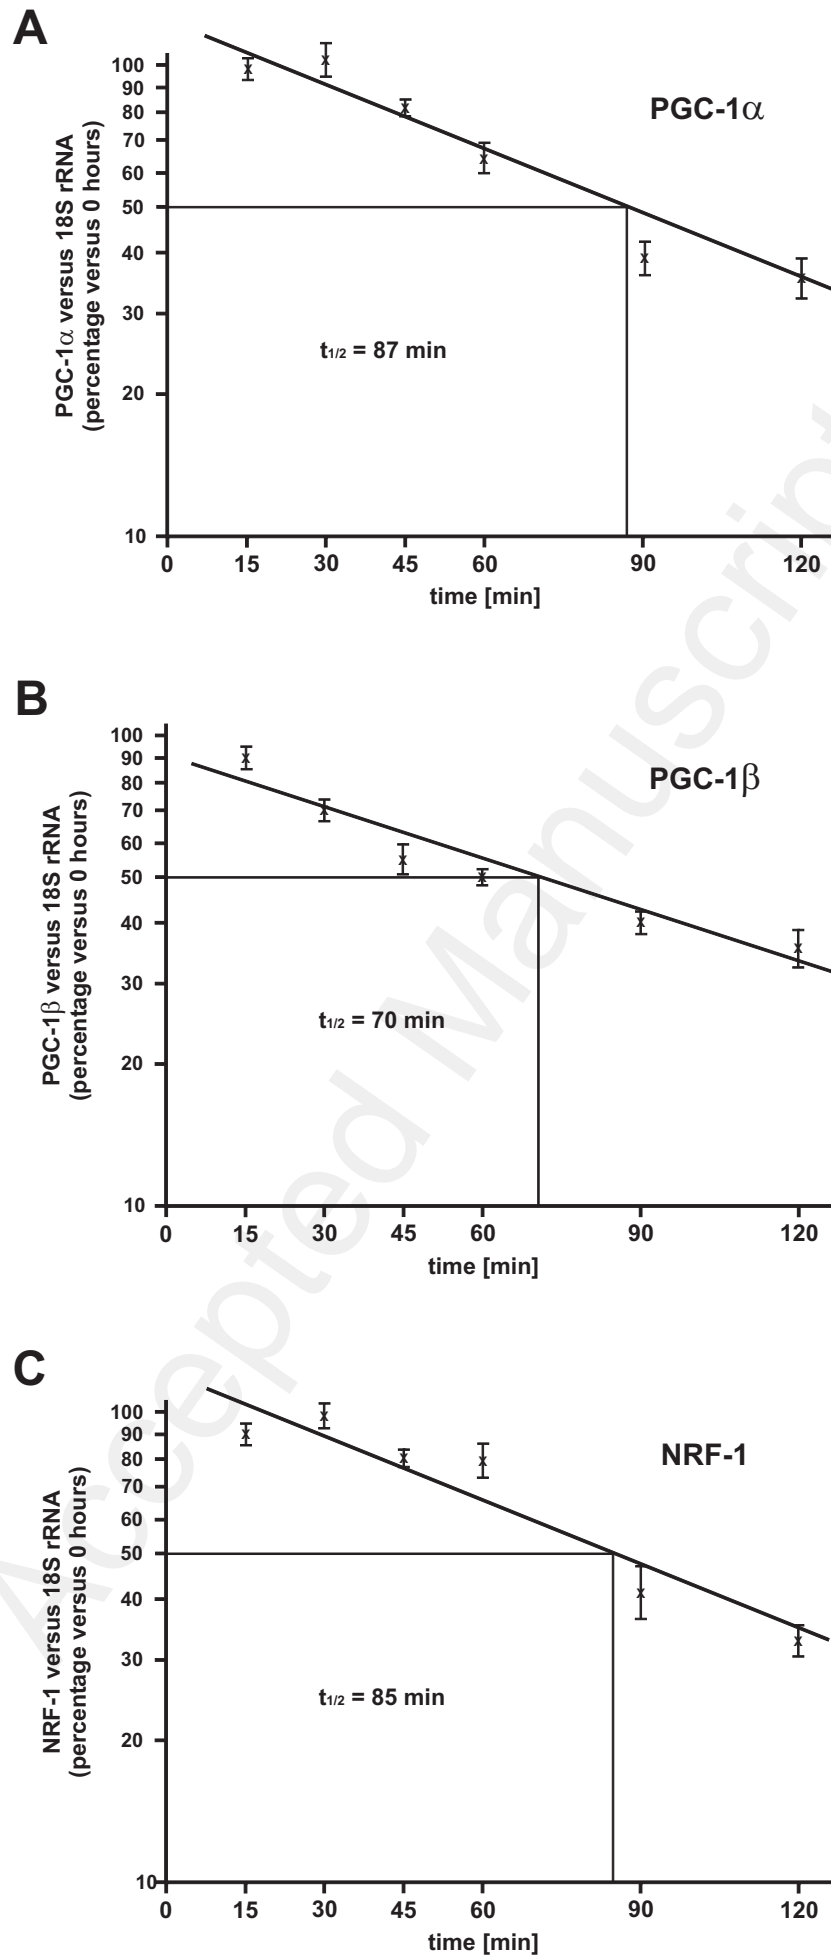 A
PGC-1α
PGC-1α versus 18S rRNA
(percentage versus 0 hours)
100
90
80
70
60
50
40
30
20
10
t1/2 = 87 min
0 15 30 45 60 90 120
time [min]
B
PGC-1β
PGC-1β versus 18S rRNA
(percentage versus 0 hours)
100
90
80
70
60
50
40
30
20
10
t1/2 = 70 min
0 15 30 45 60 90 120
time [min]
C
NRF-1
NRF-1 versus 18S rRNA
(percentage versus 0 hours)
100
90
80
70
60
50
40
30
20
10
t1/2 = 85 min
0 15 30 45 60 90 120
time [min]
Accepted Manuscript